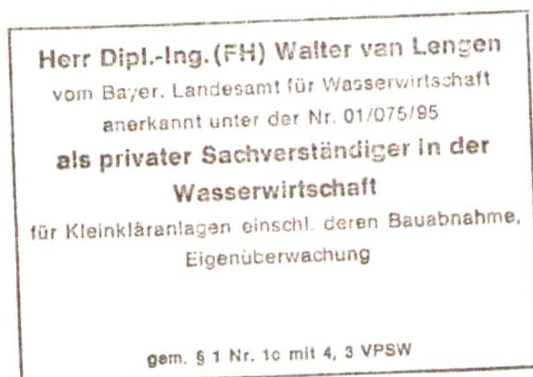 Herr Dipl.-Ing. (FH) Walter van Lengen
vom Bayer. Landesamt für Wasserwirtschaft
anerkannt unter der Nr. 01/075/95
als privater Sachverständiger in der
Wasserwirtschaft
für Kleinkläranlagen einschl. deren Bauabnahme,
Eigenüberwachung
gem. § 1 Nr. 1c mit 4, 3 VPSW